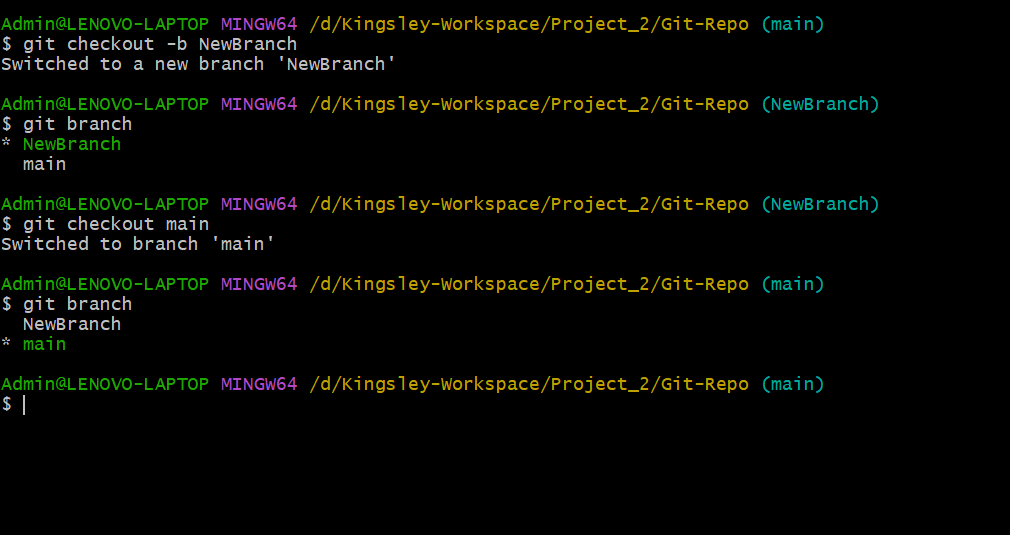 Admin@LENOVO-LAPTOP MINGW64 /d/Kingsley-Workspace/Project_2/Git-Repo (main)
$ git checkout -b NewBranch
Switched to a new branch 'NewBranch'
Admin@LENOVO-LAPTOP MINGW64 /d/Kingsley-Workspace/Project_2/Git-Repo (NewBranch)
$ git branch
* NewBranch
  main
Admin@LENOVO-LAPTOP MINGW64 /d/Kingsley-Workspace/Project_2/Git-Repo (NewBranch)
$ git checkout main
Switched to branch 'main'
Admin@LENOVO-LAPTOP MINGW64 /d/Kingsley-Workspace/Project_2/Git-Repo (main)
$ git branch
  NewBranch
* main
Admin@LENOVO-LAPTOP MINGW64 /d/Kingsley-Workspace/Project_2/Git-Repo (main)
$